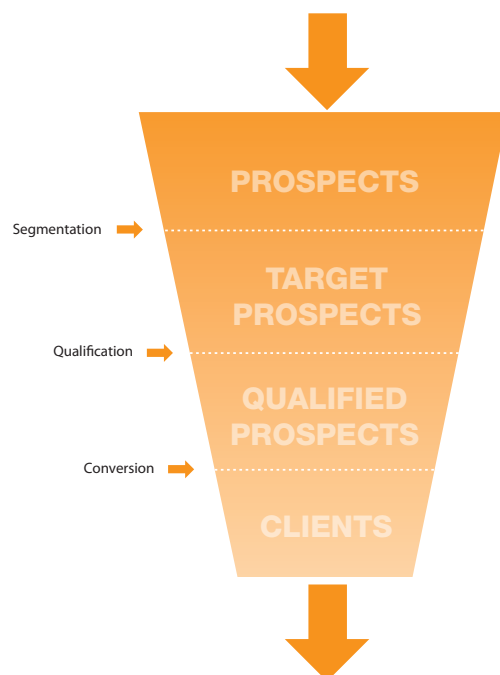 PROSPECTS
Segmentation
TARGET
PROSPECTS
Qualification
QUALIFIED
PROSPECTS
Conversion
CLIENTS